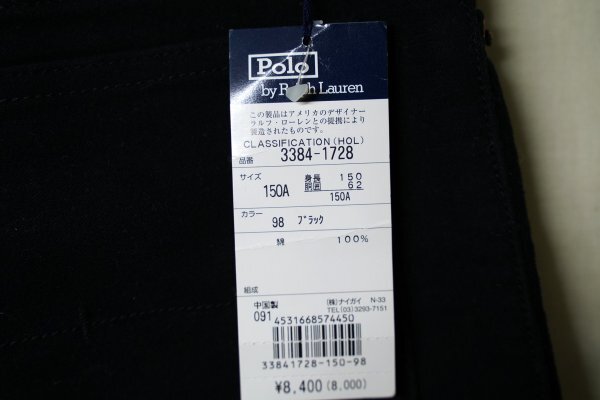 Polo
by Ralph Lauren
この製品はアメリカのデザイナー
ラルフ・ローレンとの提携により
製造されたものです。
CLASSIFICATION (HOL)
品番 3384-1728
サイズ 150A 身長 150
胴囲 62
150A
カラー 98 ブラック
綿 100%
組成
中国製 (株)ナイガイ N-33
091 TEL(03)3293-7151
4531668574450
33841728-150-98
¥8,400(8,000)